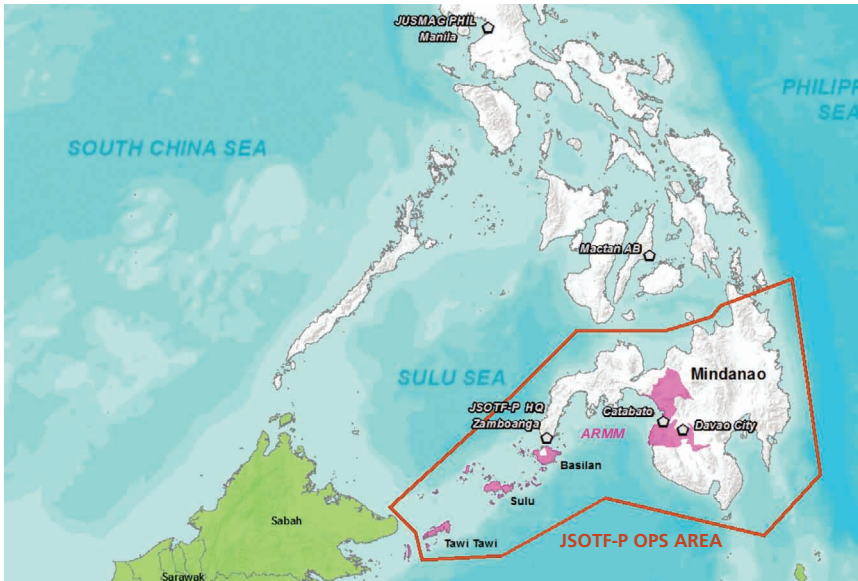 JUSMAG PHIL
Manila
PHILIPP
SEA
SOUTH CHINA SEA
Mactan AB
Mindanao
SULU SEA
JSOTF-P HQ
Zamboanga
Catabato
Davao City
ARMM
Basilan
Sulu
Sabah
Tawi Tawi
JSOTF-P OPS AREA
Sarawak